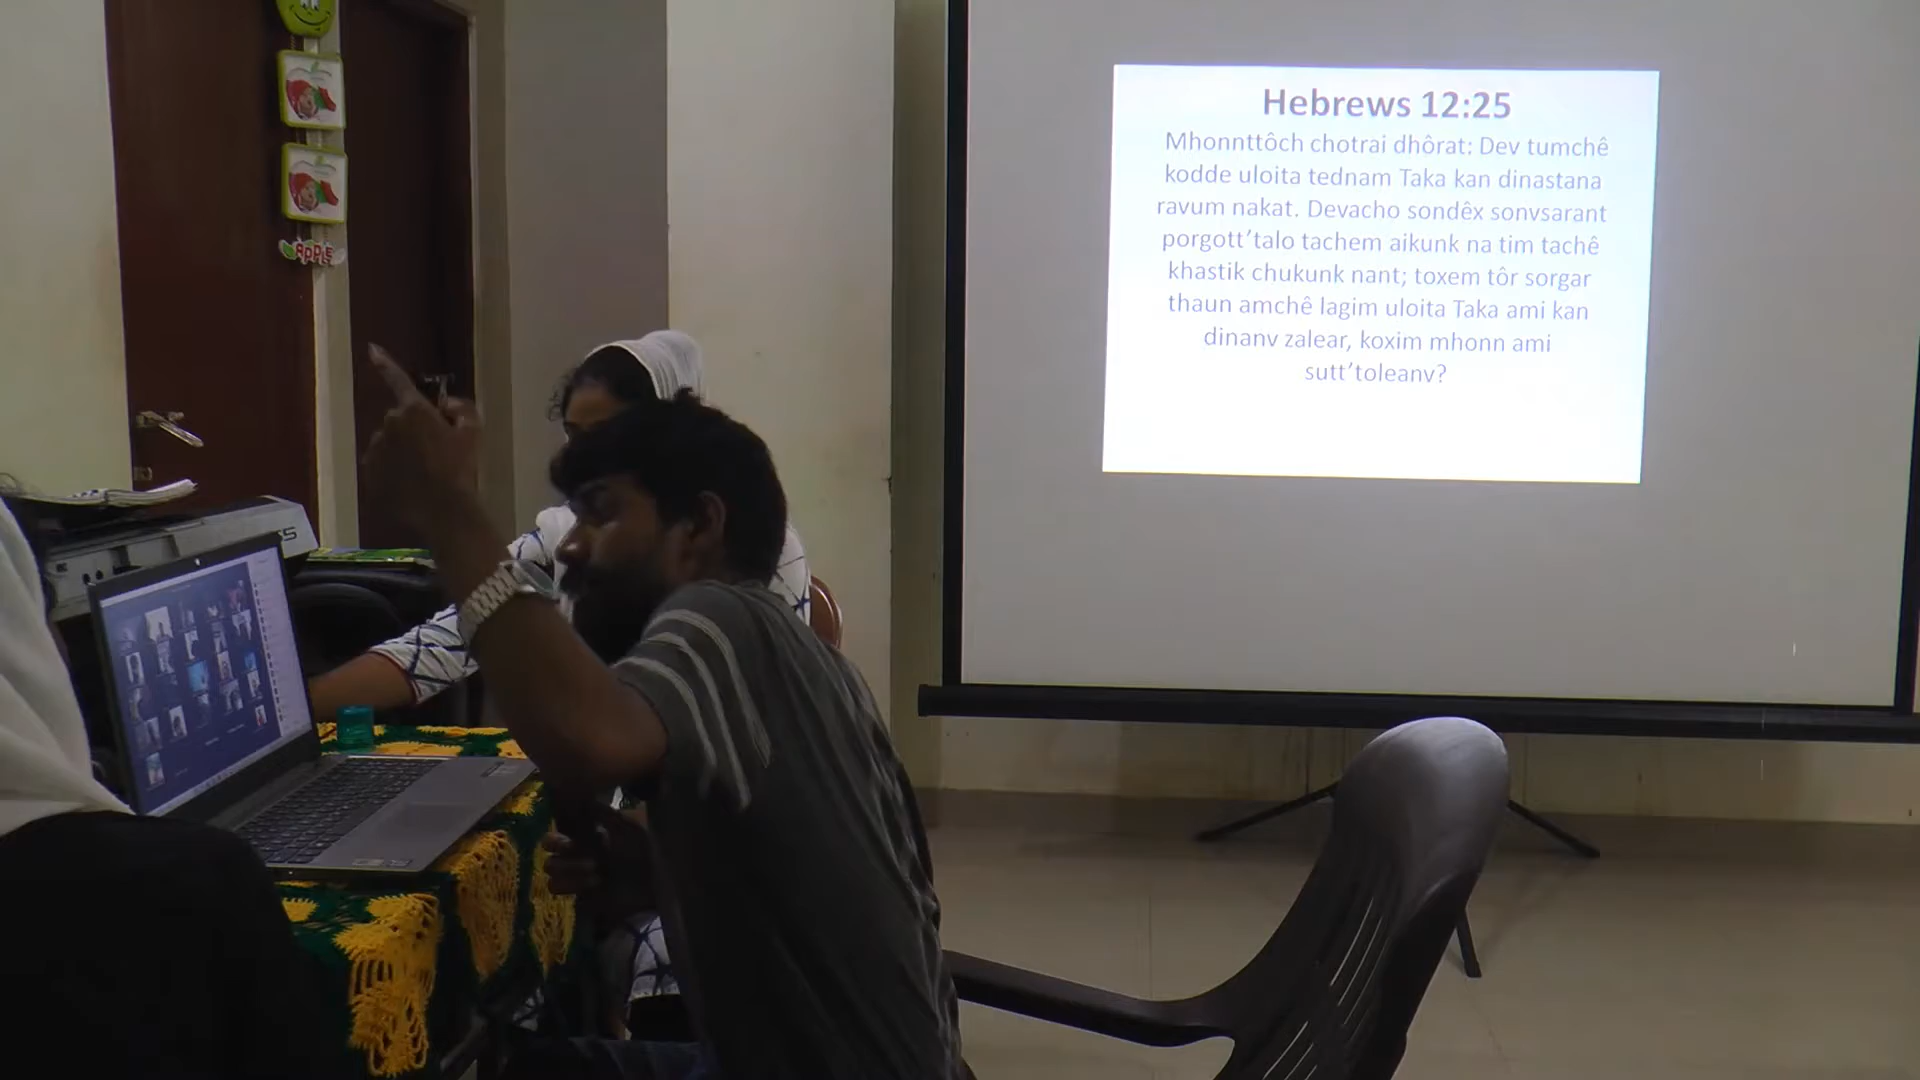 APPLE
Hebrews 12:25
Mhonnttôch chotrai dhôrat: Dev tumchê
kodde uloita tednam Taka kan dinastana
ravum nakat. Devacho sondêx sonvsarant
porgott’talo tachem aikunk na tim tachê
khastik chukunk nant; toxem tôr sorgar
thaun amchê lagim uloita Taka ami kan
dinanv zalear, koxim mhonn ami
sutt’toleanv?